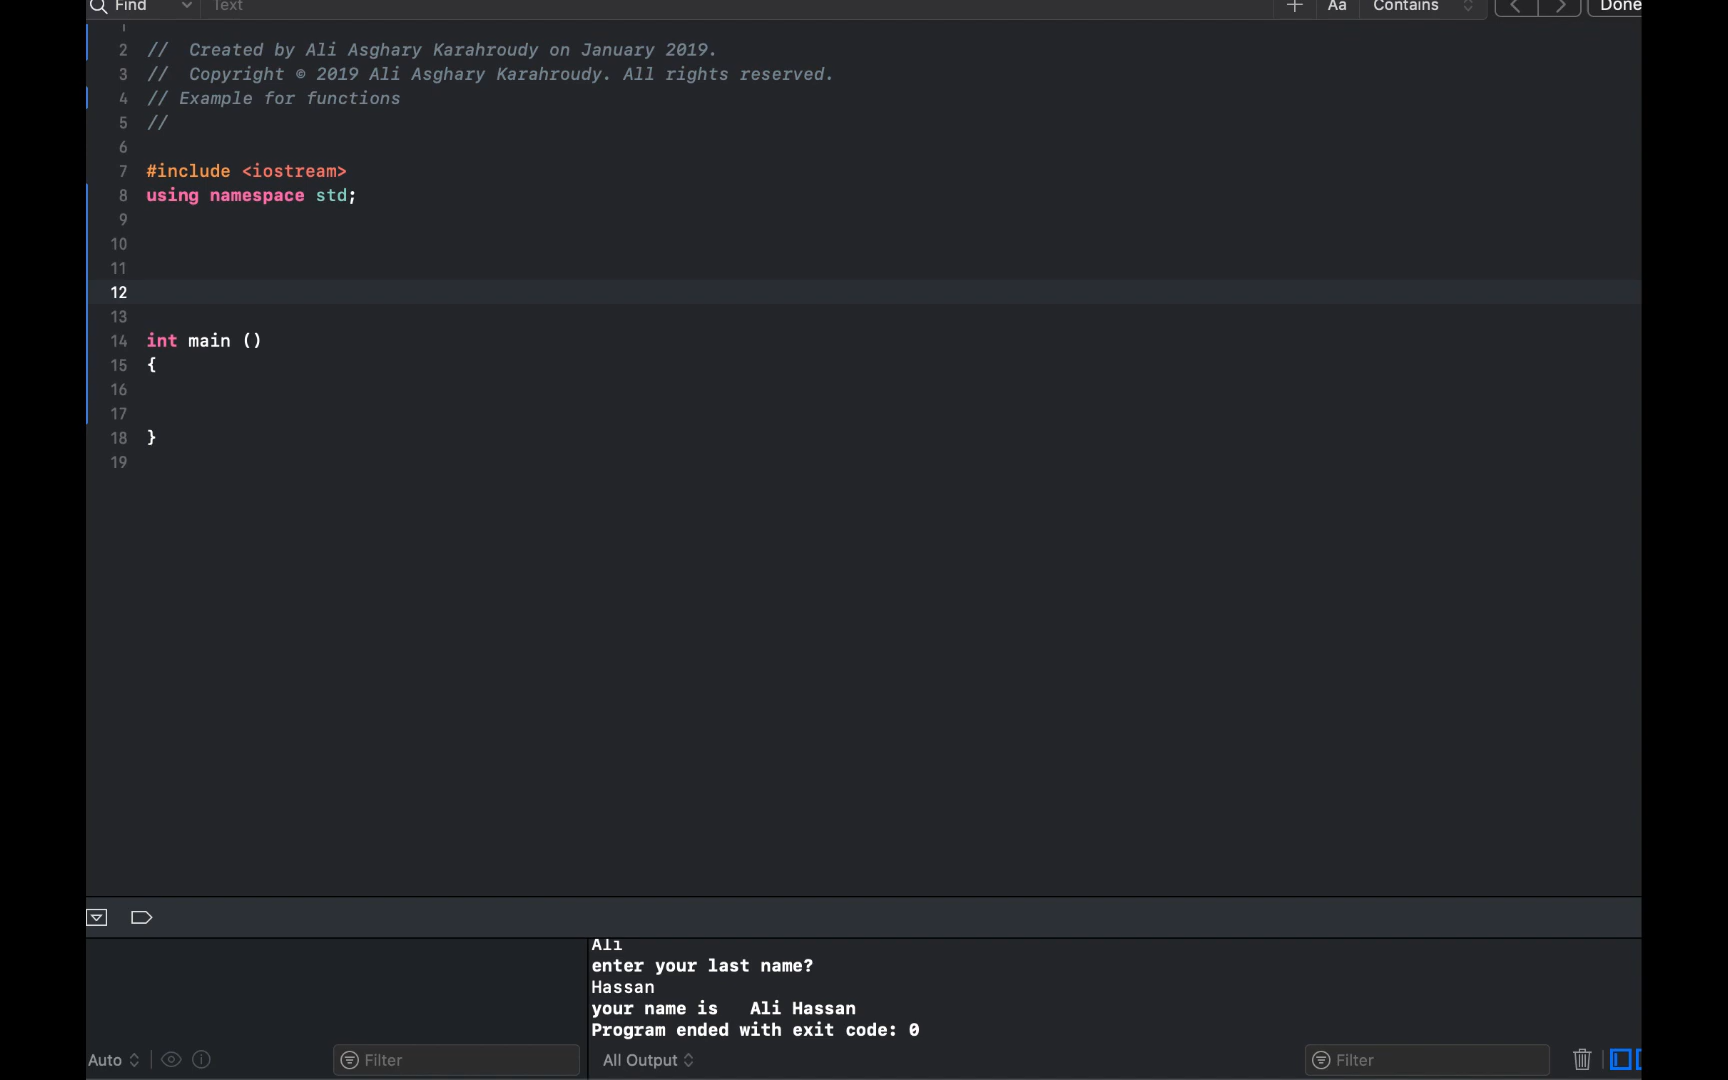 Find Text Aa Contains Done
2 // Created by Ali Asghary Karahroudy on January 2019.
3 // Copyright © 2019 Ali Asghary Karahroudy. All rights reserved.
4 // Example for functions
5 //
6
7 #include <iostream>
8 using namespace std;
9
10
11
12
13
14 int main ()
15 {
16
17
18 }
19
Ali
enter your last name?
Hassan
your name is   Ali Hassan
Program ended with exit code: 0
Auto Filter All Output Filter